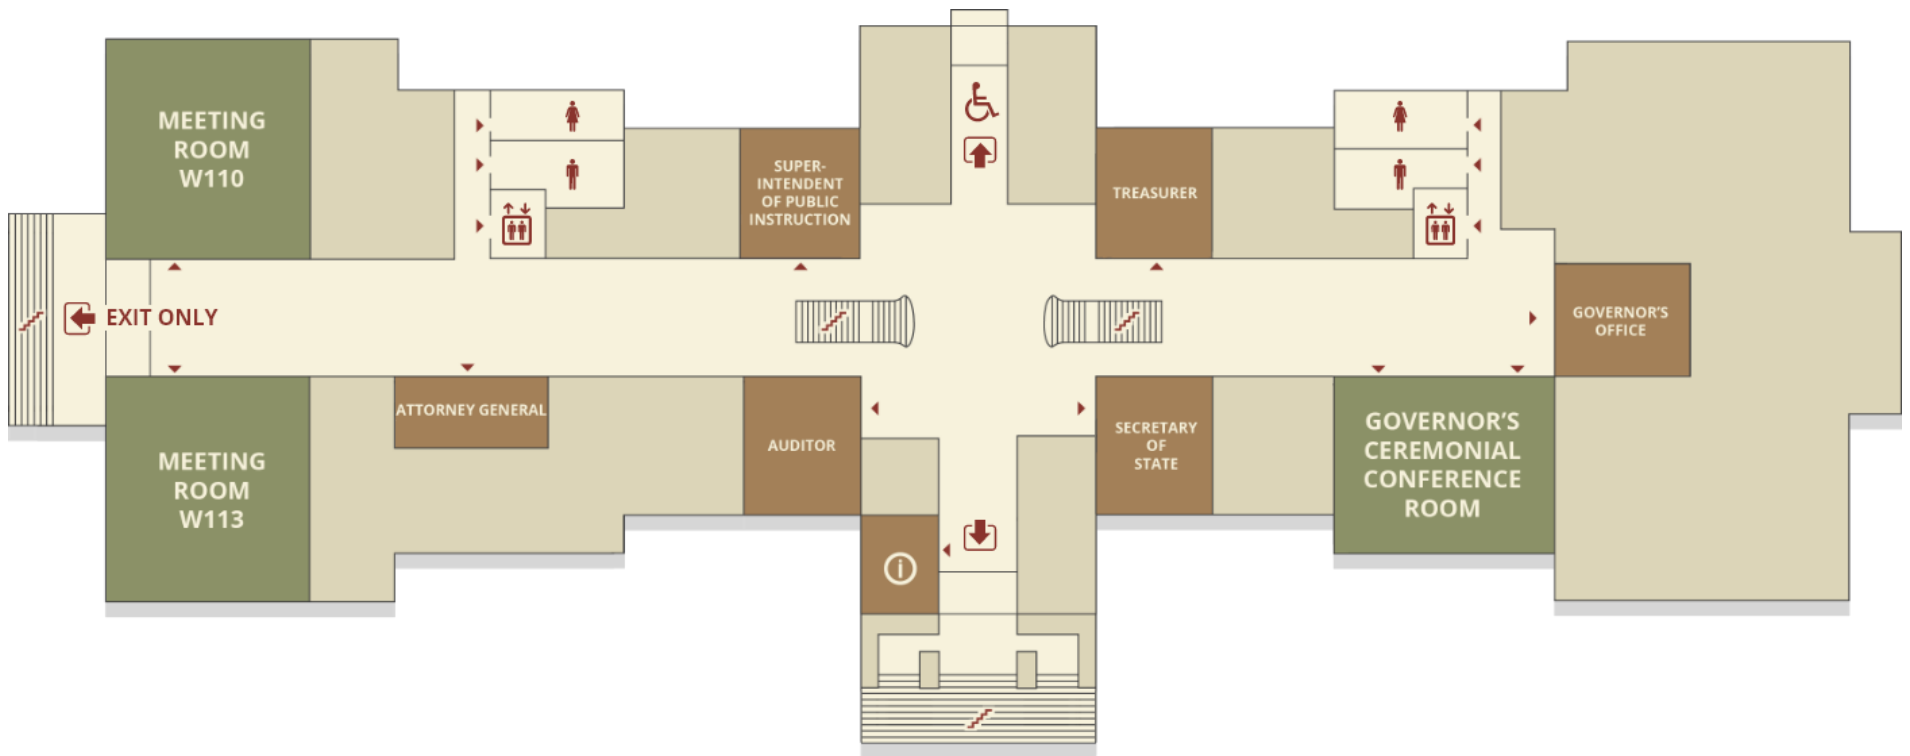 MEETING
ROOM
W110
SUPER-
INTENDENT
OF PUBLIC
INSTRUCTION
TREASURER
EXIT ONLY
GOVERNOR'S
OFFICE
ATTORNEY GENERAL
AUDITOR
SECRETARY
OF
STATE
GOVERNOR'S
CEREMONIAL
CONFERENCE
ROOM
MEETING
ROOM
W113
i